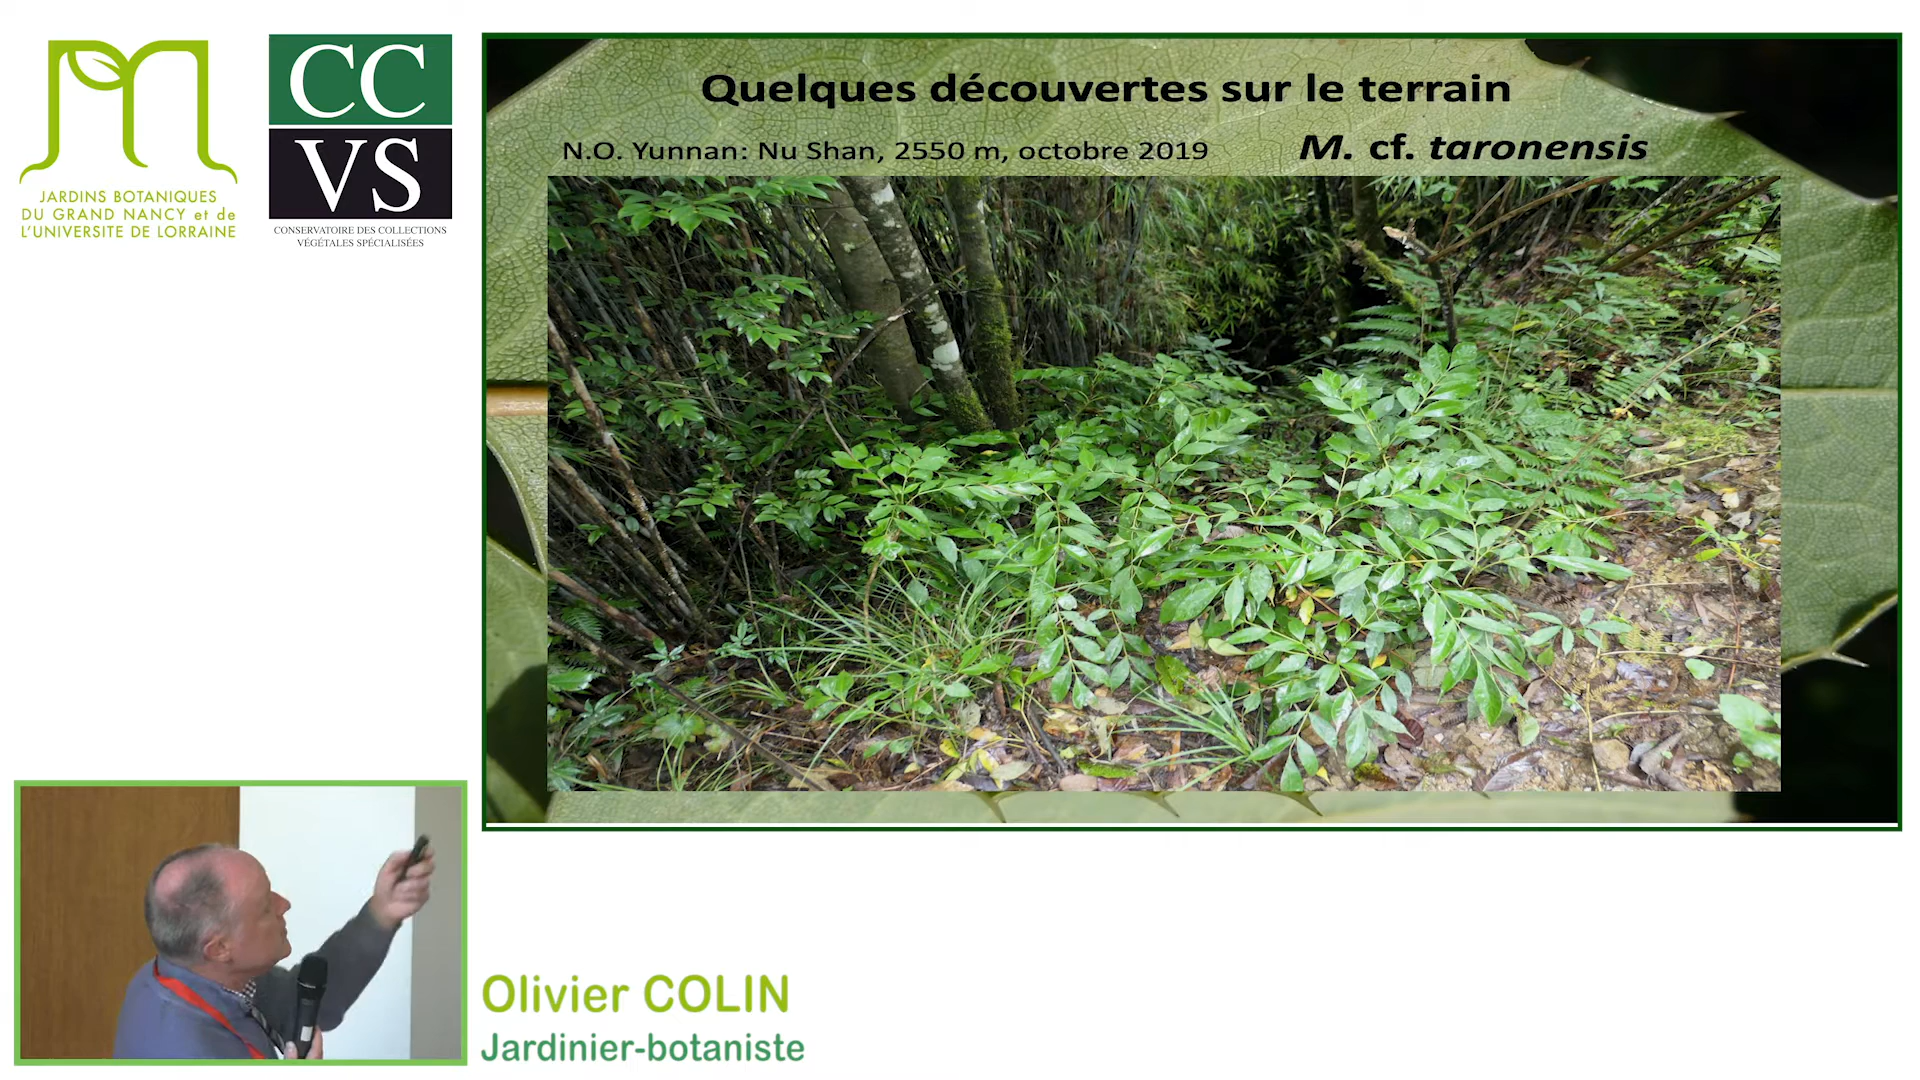 JARDINS BOTANIQUES
DU GRAND NANCY et de
L'UNIVERSITE DE LORRAINE
CC
VS
CONSERVATOIRE DES COLLECTIONS
VÉGÉTALES SPÉCIALISÉES
Quelques découvertes sur le terrain
N.O. Yunnan: Nu Shan, 2550 m, octobre 2019 M. cf. taronensis
Olivier COLIN
Jardinier-botaniste